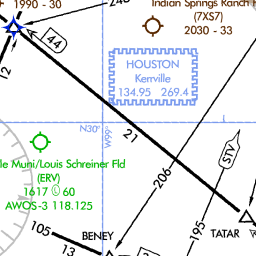 1990 - 30
Indian Springs Ranch
(7XS7)
2030 - 33
44
HOUSTON
Kerrville
134.95 269.4
12
N30°
W99°
21
STV
le Muni/Louis Schreiner Fld
(ERV)
1617 © 60
AWOS-3 118.125
206
195
105
BENEY
TATAR